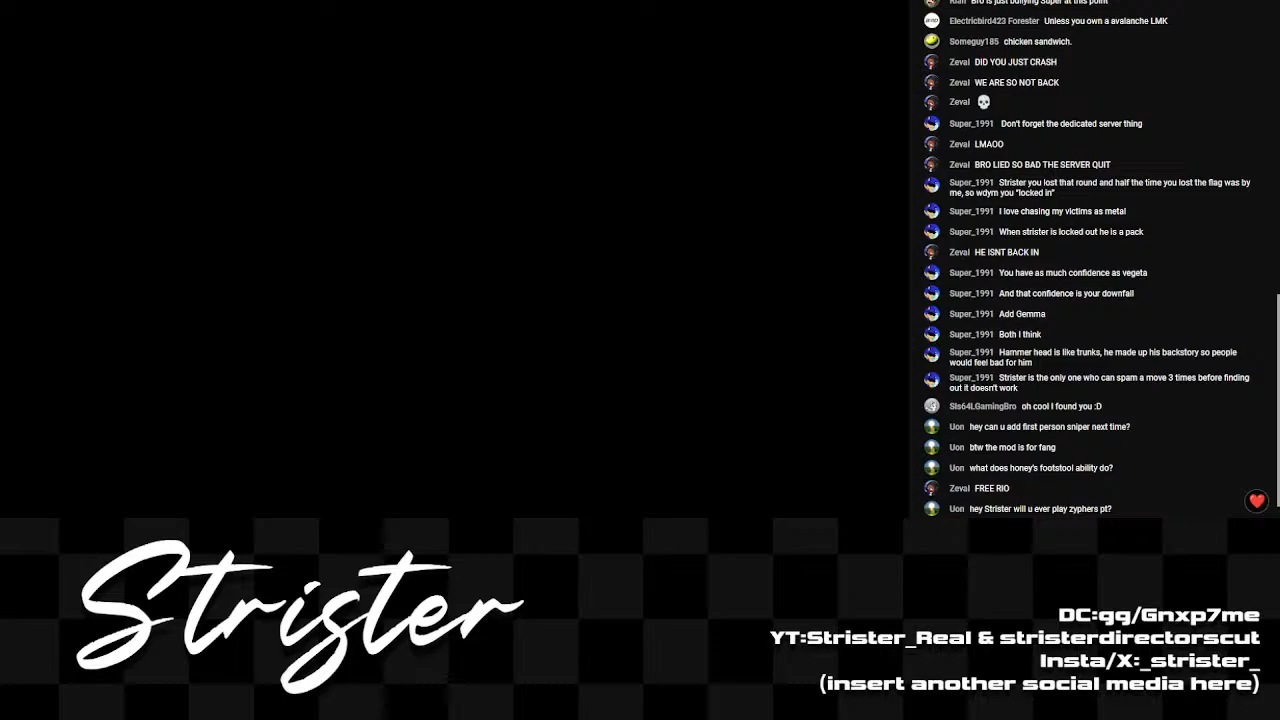 Rian Bro is just bullying Super at this point
Electricbird423 Forester Unless you own a avalanche LMK
Someguy185 chicken sandwich.
Zeval DID YOU JUST CRASH
Zeval WE ARE SO NOT BACK
Zeval 💀
Super_1991 Don't forget the dedicated server thing
Zeval LMAOO
Zeval BRO LIED SO BAD THE SERVER QUIT
Super_1991 Strister you lost that round and half the time you lost the flag was by
me, so wdym you "locked in"
Super_1991 I love chasing my victims as metal
Super_1991 When strister is locked out he is a pack
Zeval HE ISNT BACK IN
Super_1991 You have as much confidence as vegeta
Super_1991 And that confidence is your downfall
Super_1991 Add Gemma
Super_1991 Both I think
Super_1991 Hammer head is like trunks, he made up his backstory so people
would feel bad for him
Super_1991 Strister is the only one who can spam a move 3 times before finding
out it doesn't work
Sls64LGamingBro oh cool I found you :D
Uon hey can u add first person sniper next time?
Uon btw the mod is for fang
Uon what does honey's footstool ability do?
Zeval FREE RIO
Uon hey Strister will u ever play zyphers pt?
Strister
DC:gg/Gnxp7me
YT:Strister_Real & stristerdirectorscut
Insta/X:_strister_
(insert another social media here)